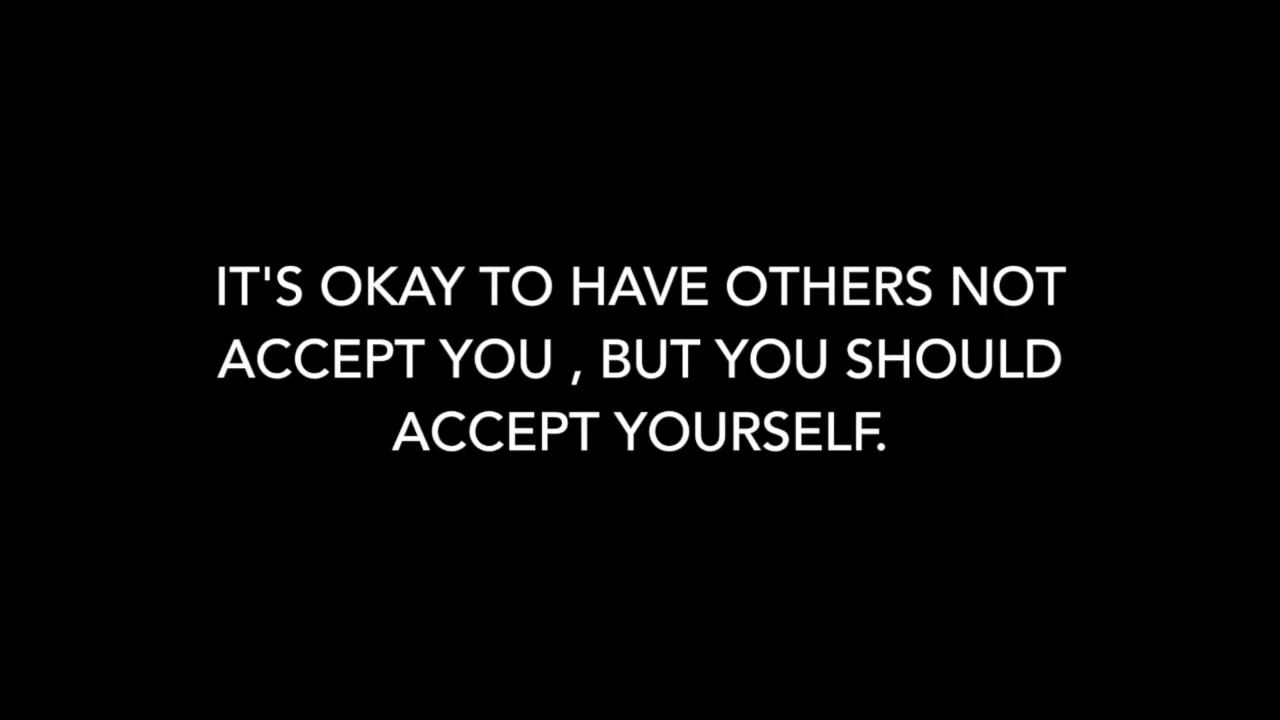 IT'S OKAY TO HAVE OTHERS NOT
ACCEPT YOU , BUT YOU SHOULD
ACCEPT YOURSELF.